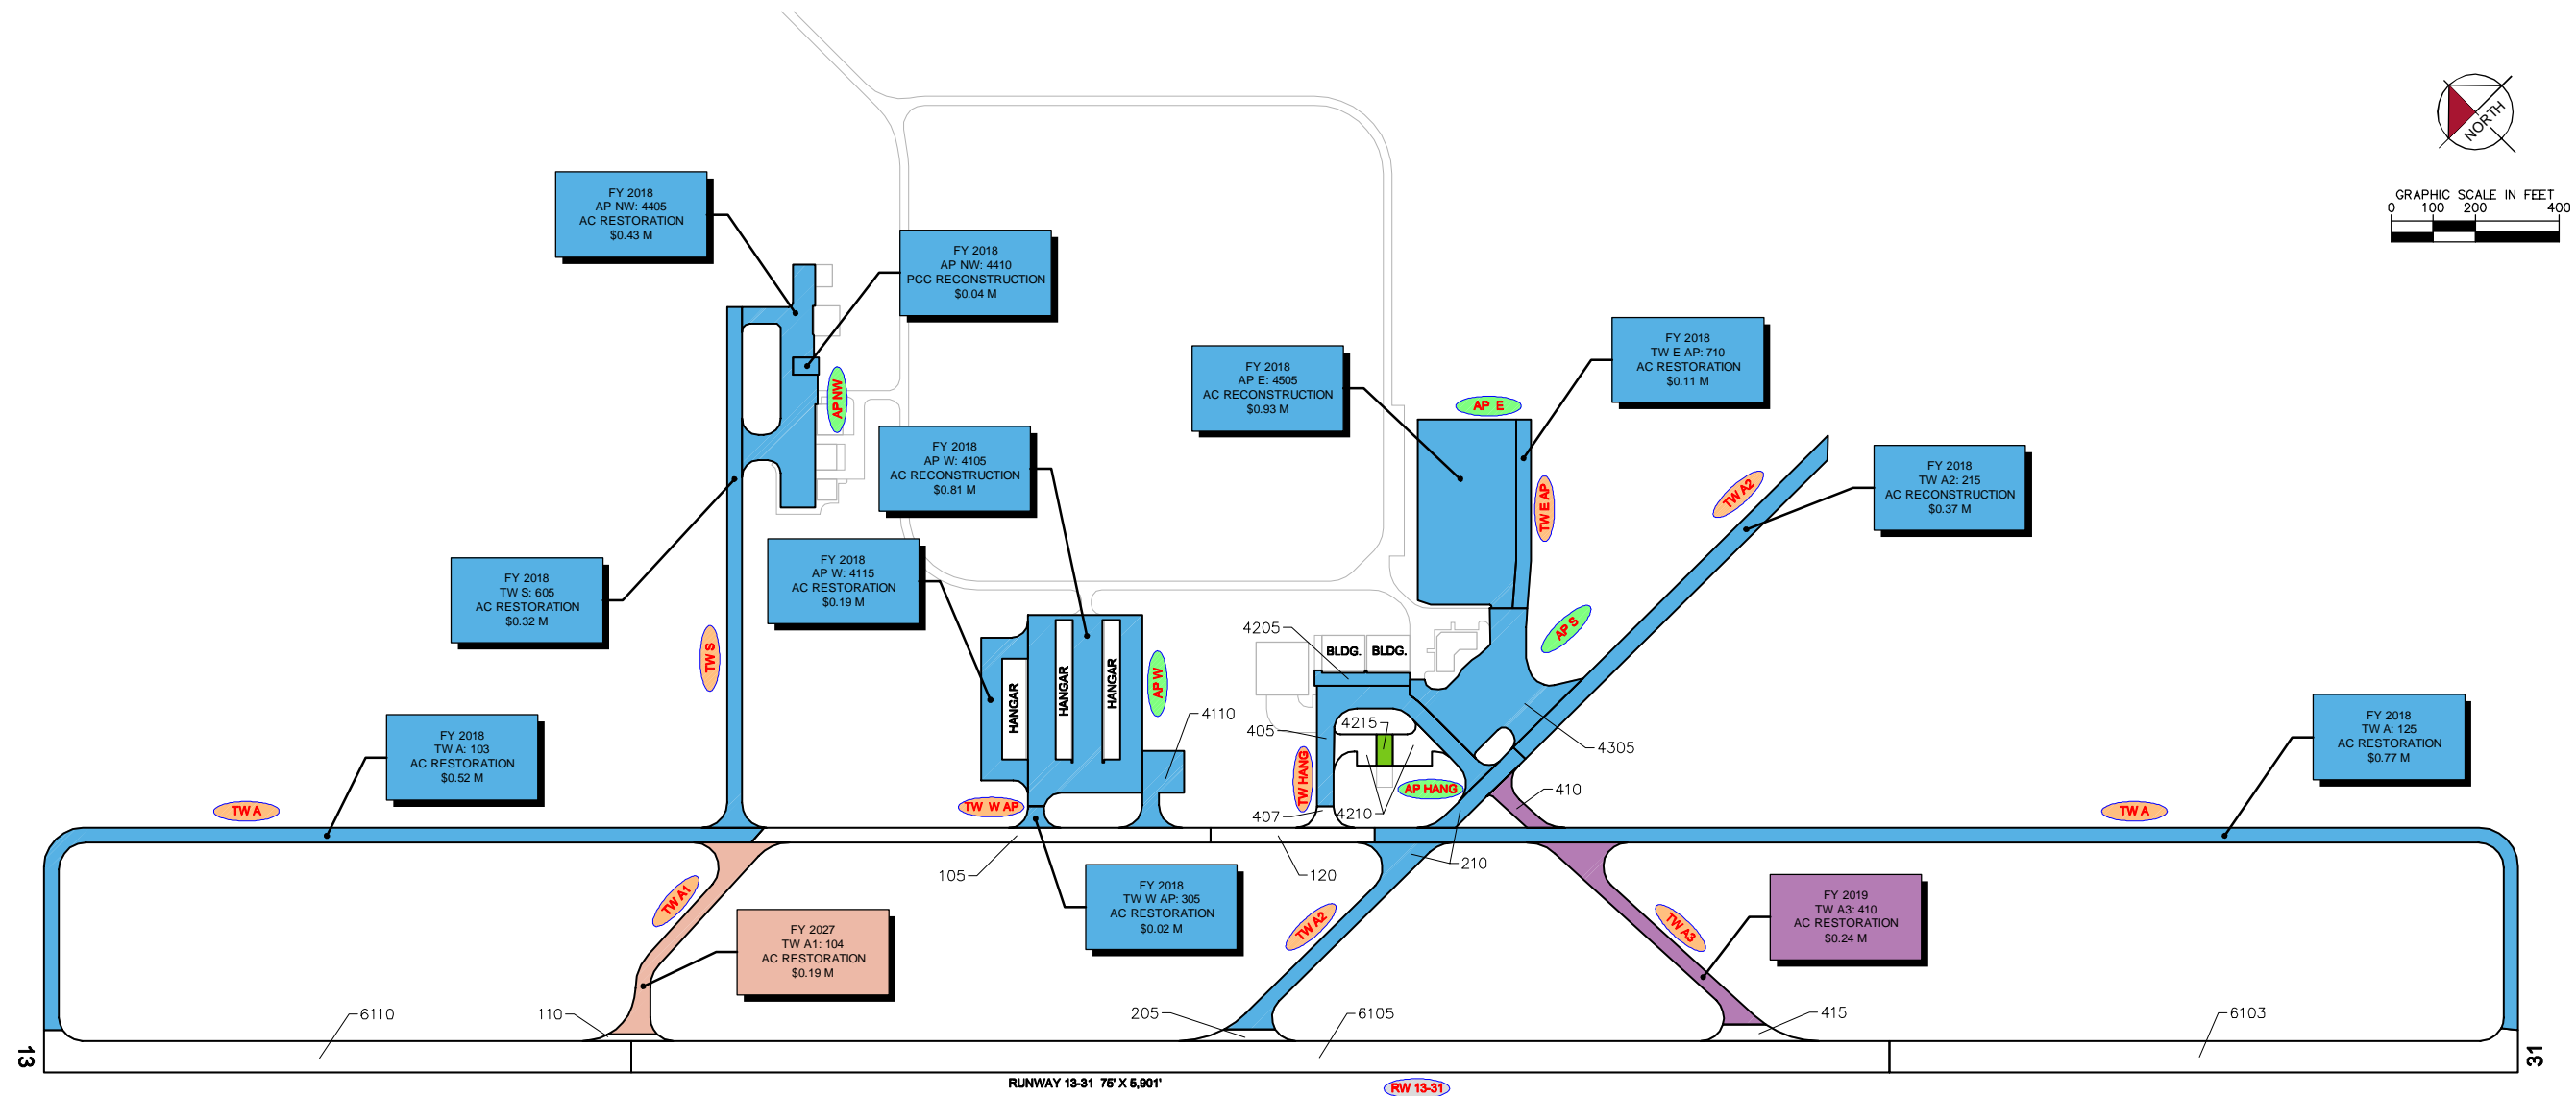 NORTH
GRAPHIC SCALE IN FEET
0 100 200 400
FY 2018
AP NW: 4405
AC RESTORATION
$0.43 M
FY 2018
AP NW: 4410
PCC RECONSTRUCTION
$0.04 M
FY 2018
TW E AP: 710
AC RESTORATION
$0.11 M
FY 2018
AP E: 4505
AC RECONSTRUCTION
$0.93 M
AP NW
AP E
FY 2018
AP W: 4105
AC RECONSTRUCTION
$0.81 M
FY 2018
TW A2: 215
AC RECONSTRUCTION
$0.37 M
TW A2
TW E AP
FY 2018
AP W: 4115
AC RESTORATION
$0.19 M
FY 2018
TW S: 605
AC RESTORATION
$0.32 M
TW S
AP S
4205
BLDG.
BLDG.
HANGAR
HANGAR
HANGAR
AP W
4110
4215
405
4305
FY 2018
TW A: 103
AC RESTORATION
$0.52 M
FY 2018
TW A: 125
AC RESTORATION
$0.77 M
TW HANG
AP HANG
410
TW A
TW W AP
407
4210
TW A
105
120
210
FY 2018
TW W AP: 305
AC RESTORATION
$0.02 M
TW A1
TW A2
TW A3
FY 2019
TW A3: 410
AC RESTORATION
$0.24 M
FY 2027
TW A1: 104
AC RESTORATION
$0.19 M
6110
110
205
6105
415
6103
13
31
RUNWAY 13-31 75' X 5,901'
RW 13-31